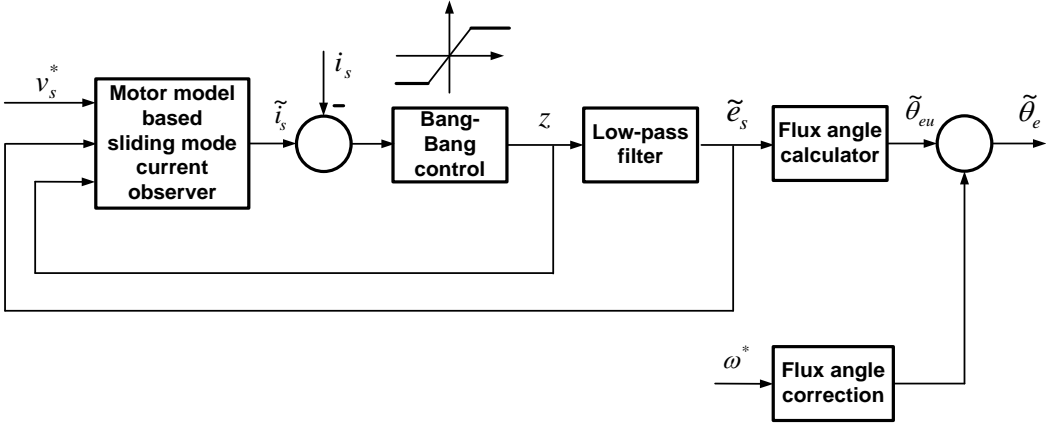 v_s^*
Motor model
based
sliding mode
current
observer
ĩ_s
i_s
-
Bang-
Bang
control
z
Low-pass
filter
ẽ_s
Flux angle
calculator
θ̃_eu
θ̃_e
ω^*
Flux angle
correction